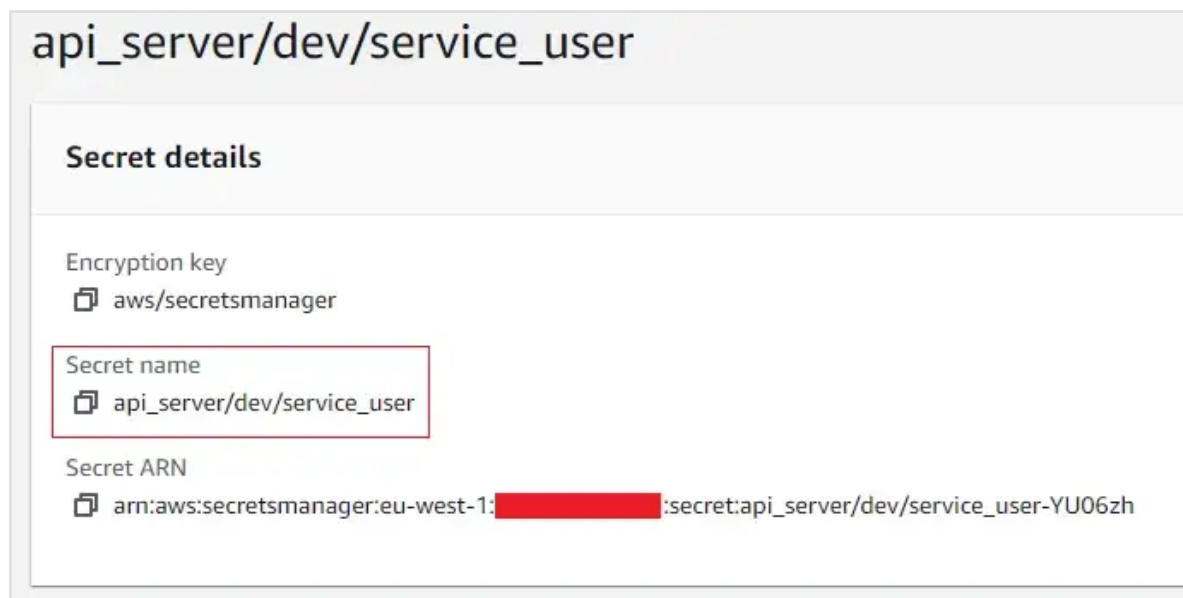 api_server/dev/service_user
Secret details
Encryption key
aws/secretsmanager
Secret name
api_server/dev/service_user
Secret ARN
arn:aws:secretsmanager:eu-west-1: :secret:api_server/dev/service_user-YU06zh